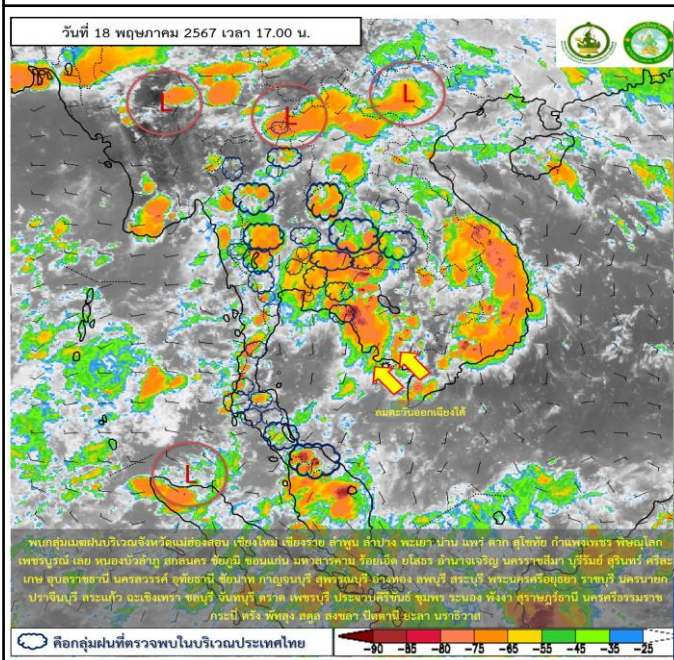 วันที่ 18 พฤษภาคม 2567 เวลา 17.00 น.
L
L
L
ลมตะวันออกเฉียงใต้
L
พบกลุ่มเมฆฝนบริเวณจังหวัดแม่ฮ่องสอน เชียงใหม่ เชียงราย ลำพูน ลำปาง พะเยา น่าน แพร่ ตาก สุโขทัย กำแพงเพชร พิษณุโลก
เพชรบูรณ์ เลย หนองบัวลำภู สกลนคร ชัยภูมิ ขอนแก่น มหาสารคาม ร้อยเอ็ด ยโสธร อำนาจเจริญ นครราชสีมา บุรีรัมย์ สุรินทร์ ศรีสะ
เกษ อุบลราชธานี นครสวรรค์ อุทัยธานี ชัยนาท กาญจนบุรี สุพรรณบุรี อ่างทอง ลพบุรี สระบุรี พระนครศรีอยุธยา ราชบุรี นครนายก
ปราจีนบุรี สระแก้ว ฉะเชิงเทรา ชลบุรี จันทบุรี ตราด เพชรบุรี ประจวบคีรีขันธ์ ชุมพร ระนอง พังงา สุราษฎร์ธานี นครศรีธรรมราช
กระบี่ ตรัง พัทลุง สตูล สงขลา ปัตตานี ยะลา นราธิวาส
คือกลุ่มฝนที่ตรวจพบในบริเวณประเทศไทย
-90 -85 -80 -65 -55 -45 -35 -25